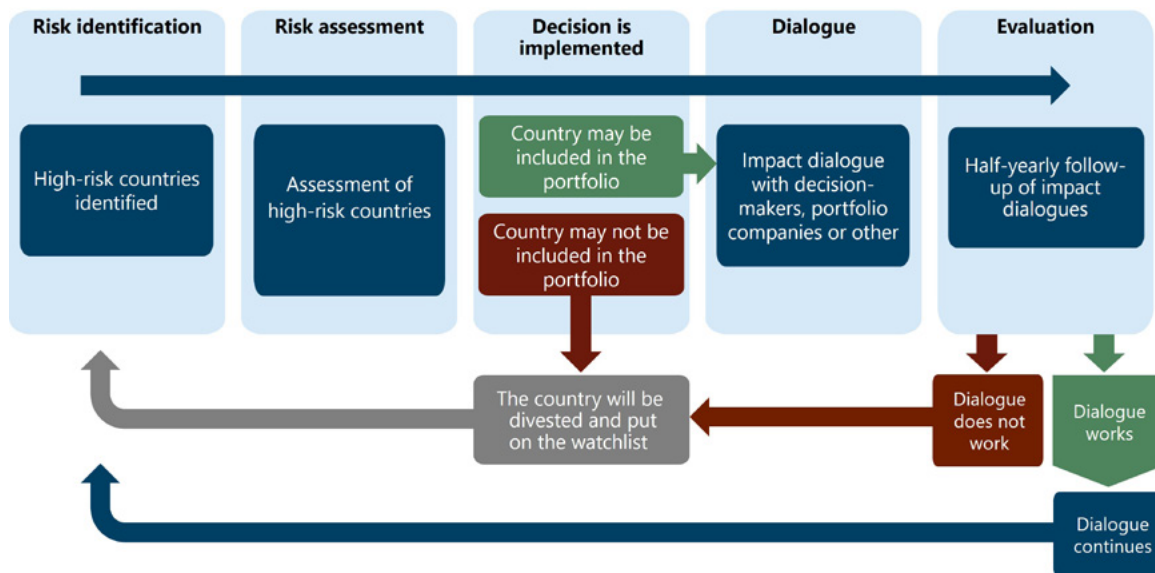 Risk identification
Risk assessment
Decision is
implemented
Dialogue
Evaluation
High-risk countries
identified
Assessment of
high-risk countries
Country may be
included in the
portfolio
Country may not be
included in the
portfolio
Impact dialogue
with decision-
makers, portfolio
companies or other
Half-yearly follow-
up of impact
dialogues
The country will be
divested and put
on the watchlist
Dialogue
does not
work
Dialogue
works
Dialogue
continues